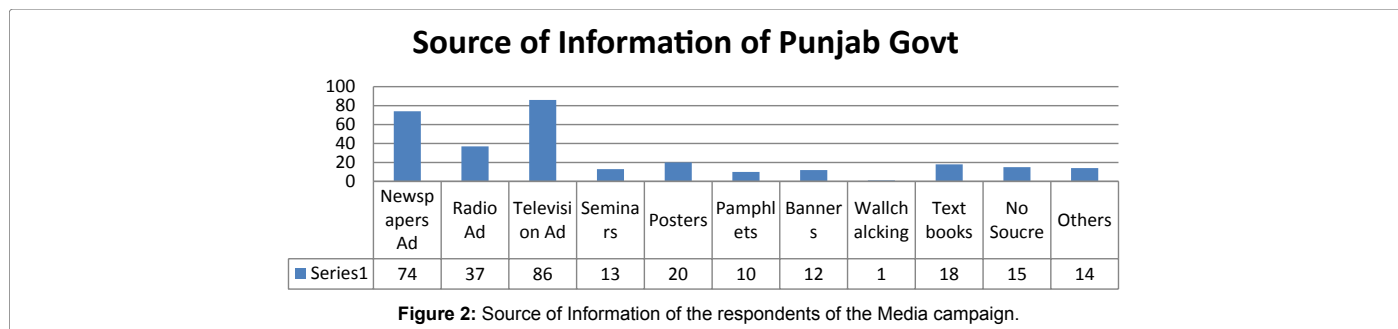 Source of Information of Punjab Govt
100
80
60
40
20
0
Newsp
apers
Ad
Radio
Ad
Televisi
on Ad
Semina
rs
Posters
Pamphl
ets
Banner
s
Wallch
alcking
Text
books
No
Soucre
Others
Series1 74 37 86 13 20 10 12 1 18 15 14
Figure 2: Source of Information of the respondents of the Media campaign.